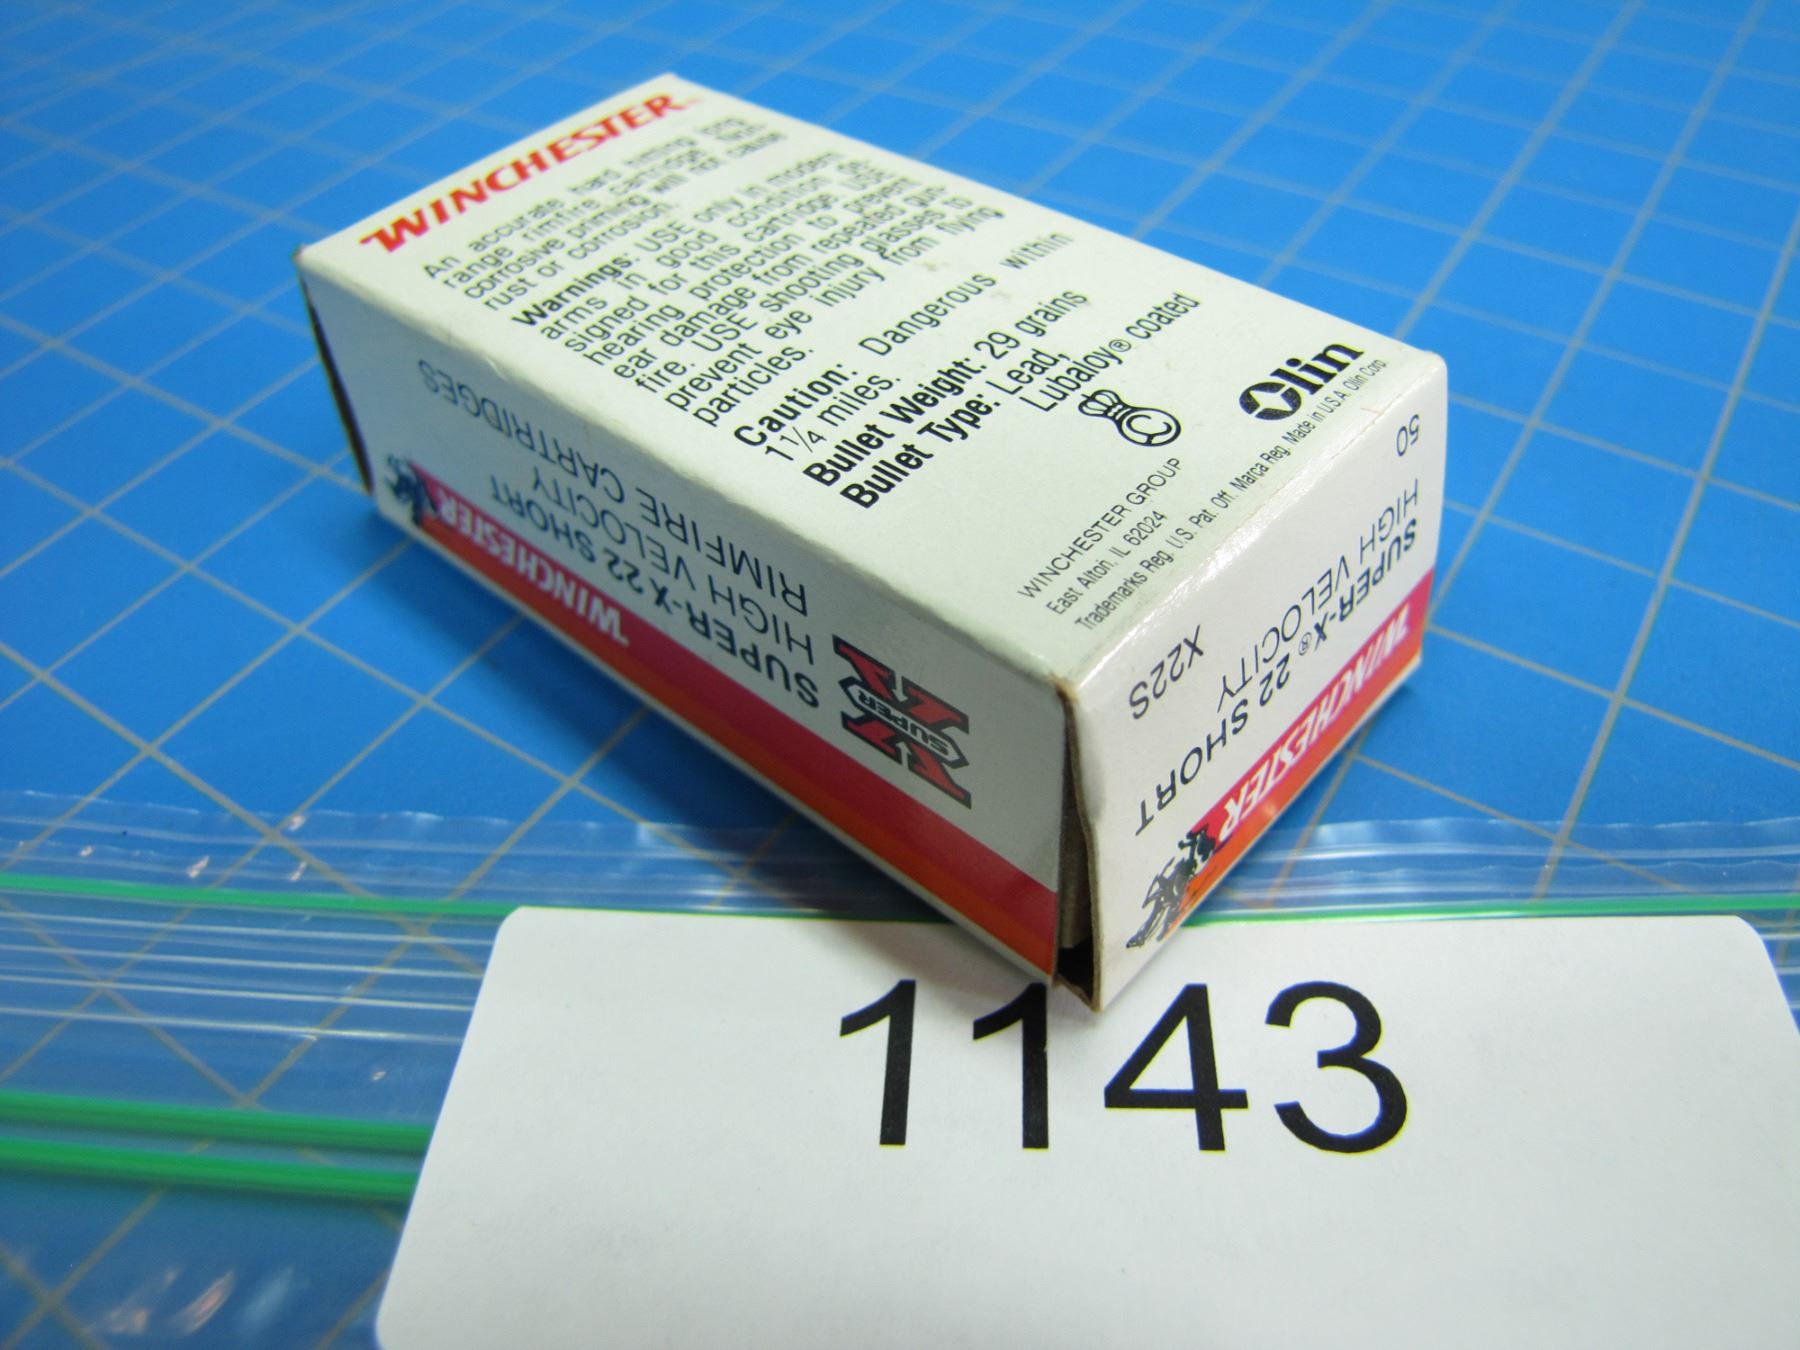 WINCHESTER
An accurate hard hitting long
range rimfire cartridge. Non-
corrosive priming will not cause
rust or corrosion.
Warnings: USE only in modern
arms in good condition de-
signed for this cartridge. USE
hearing protection to prevent
ear damage from repeated gun-
fire. USE shooting glasses to
prevent eye injury from flying
particles.
Caution: Dangerous within
1 1/4 miles.
Bullet Weight: 29 grains
Bullet Type: Lead,
Lubaloy® coated
Olin
WINCHESTER GROUP
East Alton, IL 62024
Trademarks Reg. U.S. Pat. Off. Marca Reg. Made in U.S.A. Olin Corp.
WINCHESTER
SUPER-X 22 SHORT
HIGH VELOCITY
RIMFIRE CARTRIDGES
SUPER X
WINCHESTER
SUPER-X® 22 SHORT
HIGH VELOCITY
50
X22S
1143